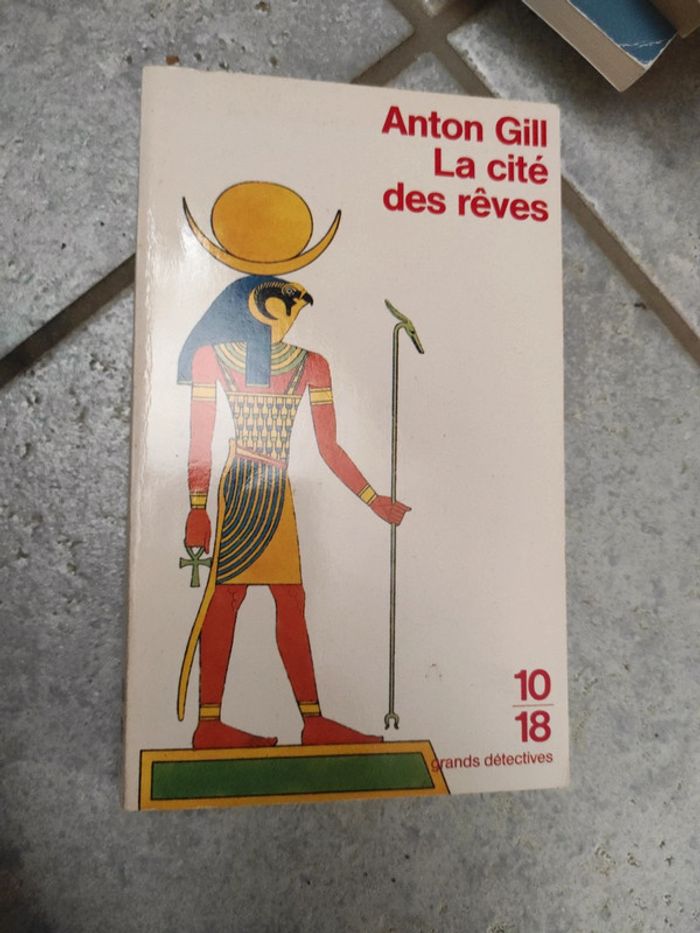 Anton Gill
La cité
des rêves
10
18
grands détectives